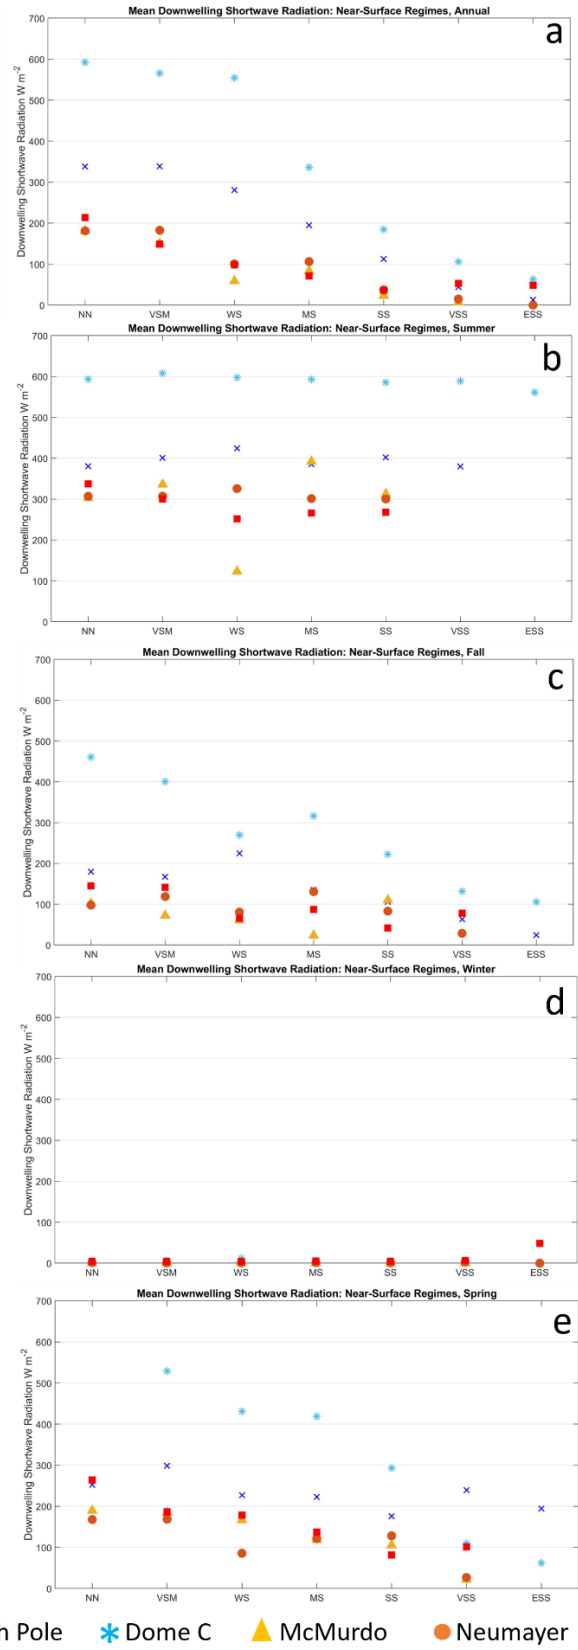 Mean Downwelling Shortwave Radiation: Near-Surface Regimes, Annual
a
Downwelling Shortwave Radiation W m-2
700
600
500
400
300
200
100
0
NN VSM WS MS SS VSS ESS
Mean Downwelling Shortwave Radiation: Near-Surface Regimes, Summer
b
Downwelling Shortwave Radiation W m-2
700
600
500
400
300
200
100
0
NN VSM WS MS SS VSS ESS
Mean Downwelling Shortwave Radiation: Near-Surface Regimes, Fall
c
Downwelling Shortwave Radiation W m-2
700
600
500
400
300
200
100
0
NN VSM WS MS SS VSS ESS
Mean Downwelling Shortwave Radiation: Near-Surface Regimes, Winter
d
Downwelling Shortwave Radiation W m-2
700
600
500
400
300
200
100
0
NN VSM WS MS SS VSS ESS
Mean Downwelling Shortwave Radiation: Near-Surface Regimes, Spring
e
Downwelling Shortwave Radiation W m-2
700
600
500
400
300
200
100
0
NN VSM WS MS SS VSS ESS
h Pole Dome C McMurdo Neumayer